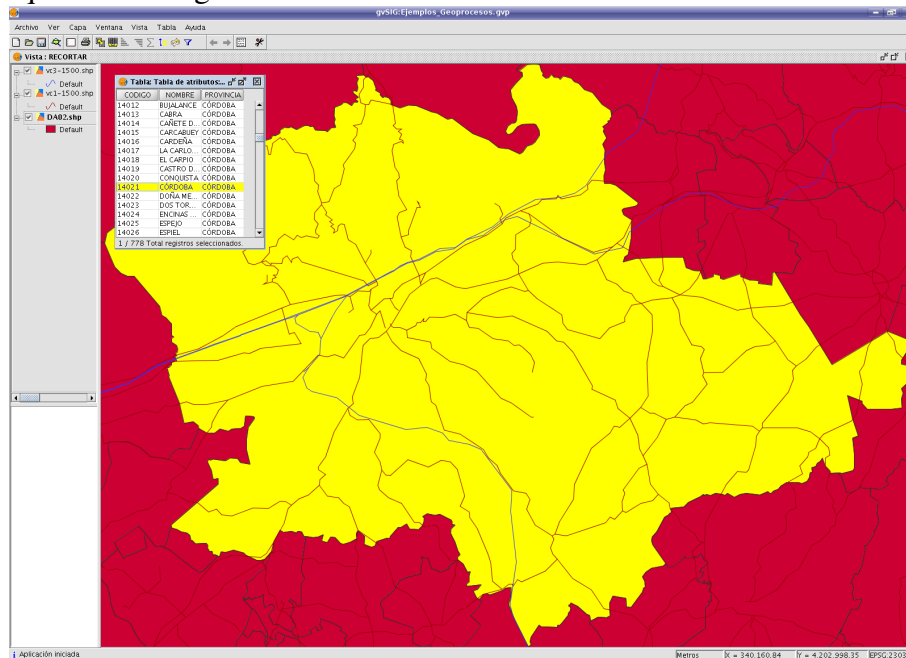 gvSIG:Ejemplos_Geoprocesos.gvp
Archivo Ver Capa Ventana Vista Tabla Ayuda
Vista : RECORTAR
vc3-1500.shp
Default
vc1-1500.shp
Default
DA02.shp
Default
Tabla: Tabla de atributos:...
CODIGO NOMBRE PROVINCIA
14012 BUJALANCE CÓRDOBA
14013 CABRA CÓRDOBA
14014 CAÑETE D... CÓRDOBA
14015 CARCABUEY CÓRDOBA
14016 CARDEÑA CÓRDOBA
14017 LA CARLO... CÓRDOBA
14018 EL CARPIO CÓRDOBA
14019 CASTRO D... CÓRDOBA
14020 CONQUISTA CÓRDOBA
14021 CÓRDOBA CÓRDOBA
14022 DOÑA ME... CÓRDOBA
14023 DOS TOR... CÓRDOBA
14024 ENCINAS ... CÓRDOBA
14025 ESPEJO CÓRDOBA
14026 ESPIEL CÓRDOBA
1 / 778 Total registros seleccionados.
Aplicación iniciada
Metros X = 340.160,84 Y = 4.202.998,35 EPSG:2303